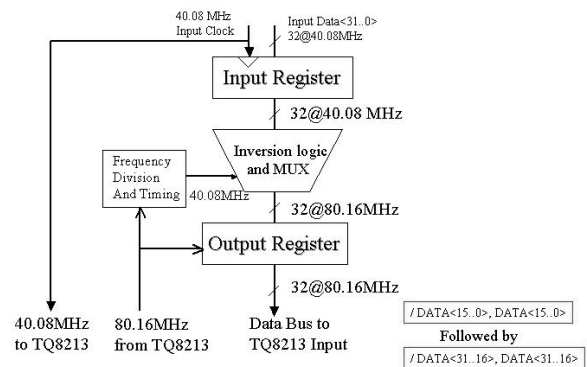 40.08 MHz
Input Clock
Input Data<31..0>
32@40.08MHz
Input Register
32@40.08 MHz
Inversion logic
and MUX
Frequency
Division
And Timing
40.08MHz
32@80.16MHz
Output Register
32@80.16MHz
40.08MHz
to TQ8213
80.16MHz
from TQ8213
Data Bus to
TQ8213 Input
/ DATA<15..0>, DATA<15..0>
Followed by
/ DATA<31..16>, DATA<31..16>